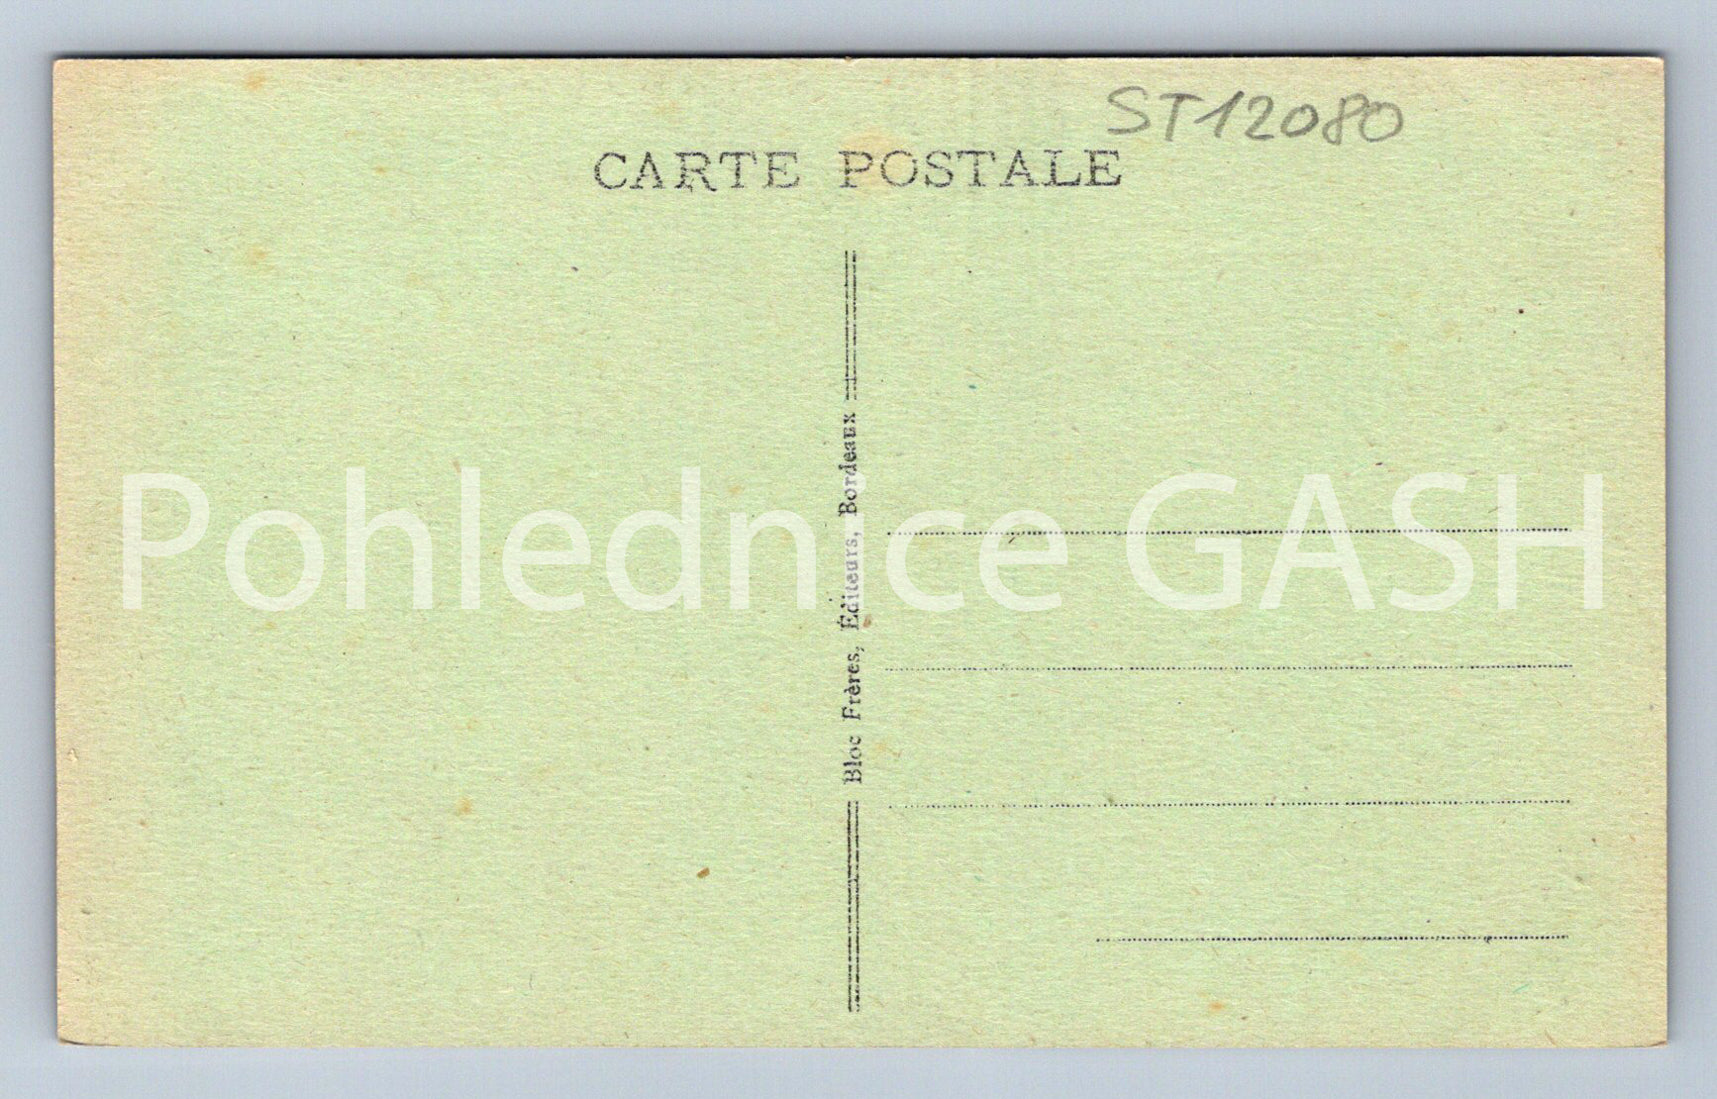 ST12080
CARTE POSTALE
Bloc Frères, Éditeurs, Bordeaux
Pohlednice GASH